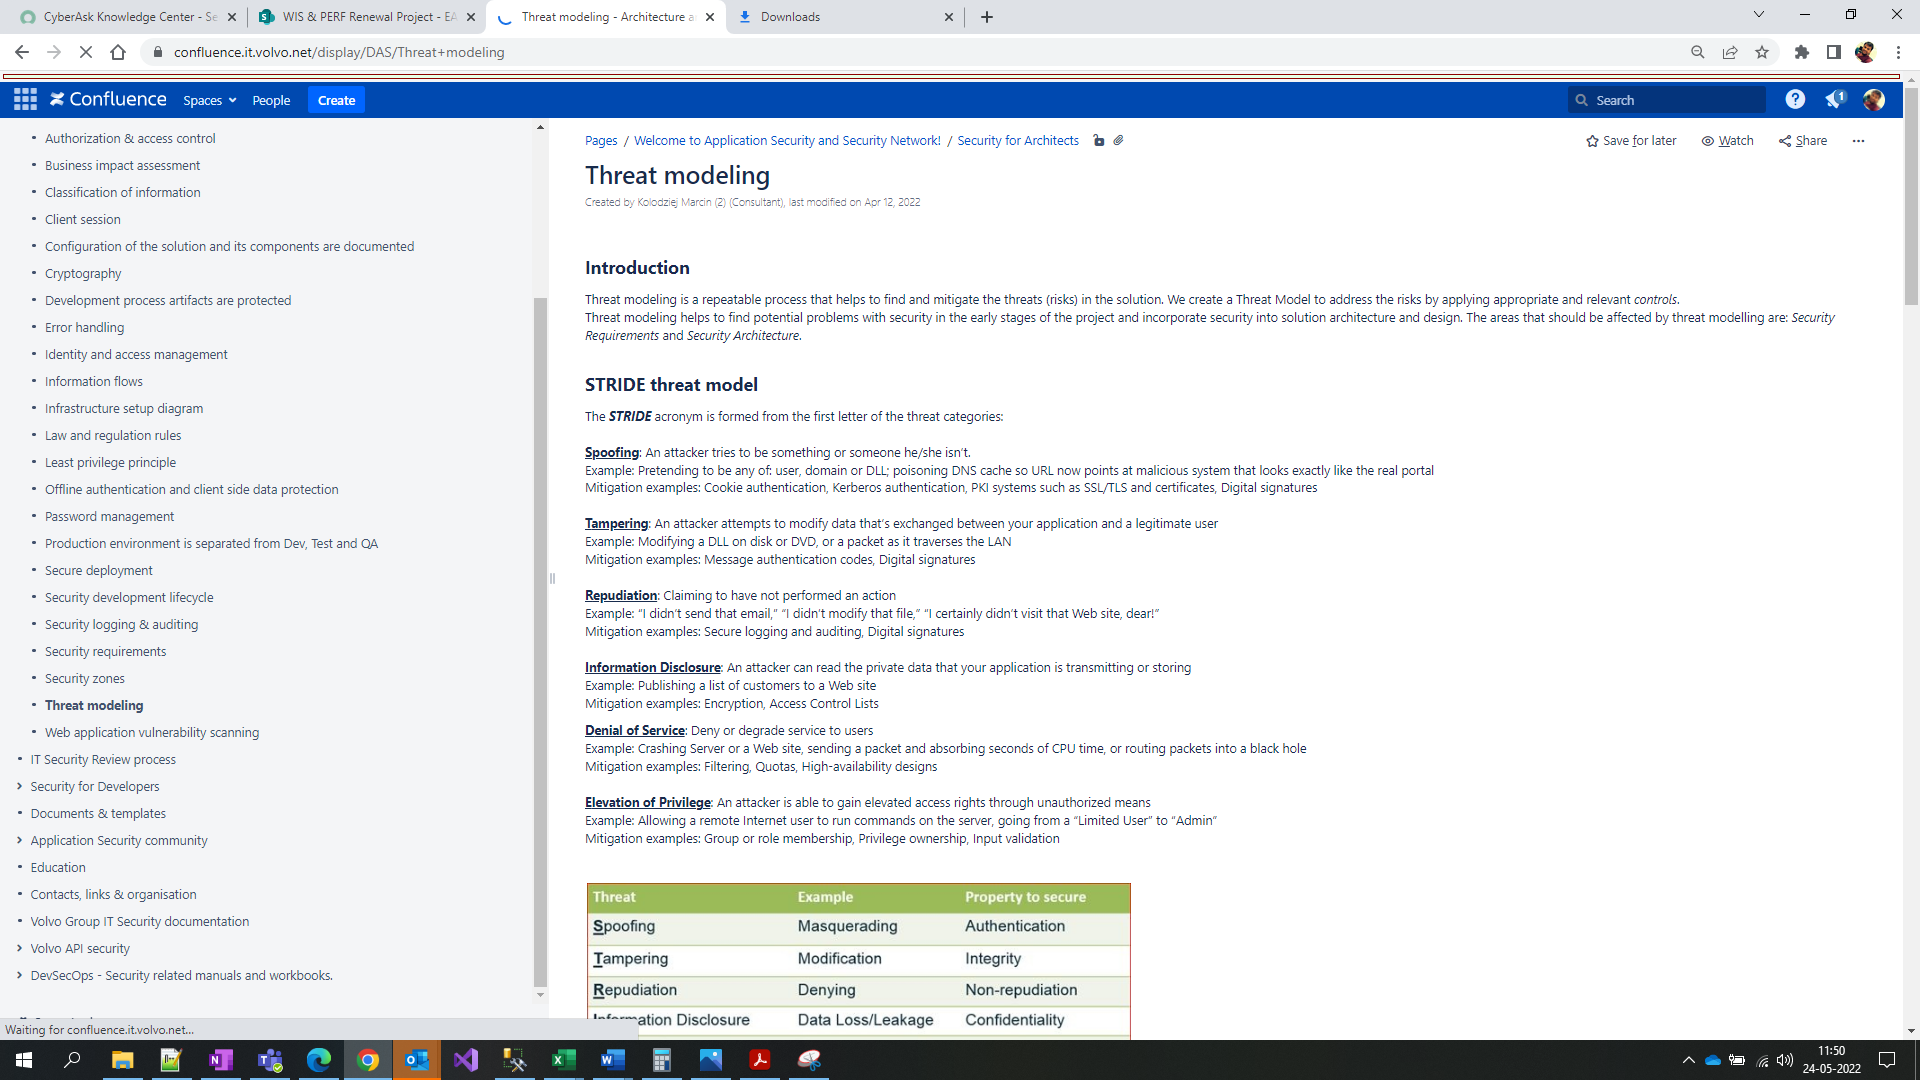 CyberAsk Knowledge Center - Se
WIS & PERF Renewal Project - EA
Threat modeling - Architecture a
Downloads
confluence.it.volvo.net/display/DAS/Threat+modeling
Confluence
Spaces
People
Create
Search
1
Authorization & access control
Business impact assessment
Classification of information
Client session
Configuration of the solution and its components are documented
Cryptography
Development process artifacts are protected
Error handling
Identity and access management
Information flows
Infrastructure setup diagram
Law and regulation rules
Least privilege principle
Offline authentication and client side data protection
Password management
Production environment is separated from Dev, Test and QA
Secure deployment
Security development lifecycle
Security logging & auditing
Security requirements
Security zones
Threat modeling
Web application vulnerability scanning
IT Security Review process
Security for Developers
Documents & templates
Application Security community
Education
Contacts, links & organisation
Volvo Group IT Security documentation
Volvo API security
DevSecOps - Security related manuals and workbooks.
Waiting for confluence.it.volvo.net...
Pages / Welcome to Application Security and Security Network! / Security for Architects
Save for later
Watch
Share
Threat modeling
Created by Kolodziej Marcin (2) (Consultant), last modified on Apr 12, 2022
Introduction
Threat modeling is a repeatable process that helps to find and mitigate the threats (risks) in the solution. We create a Threat Model to address the risks by applying appropriate and relevant controls.
Threat modeling helps to find potential problems with security in the early stages of the project and incorporate security into solution architecture and design. The areas that should be affected by threat modelling are: Security
Requirements and Security Architecture.
STRIDE threat model
The STRIDE acronym is formed from the first letter of the threat categories:
Spoofing: An attacker tries to be something or someone he/she isn't.
Example: Pretending to be any of: user, domain or DLL; poisoning DNS cache so URL now points at malicious system that looks exactly like the real portal
Mitigation examples: Cookie authentication, Kerberos authentication, PKI systems such as SSL/TLS and certificates, Digital signatures
Tampering: An attacker attempts to modify data that's exchanged between your application and a legitimate user
Example: Modifying a DLL on disk or DVD, or a packet as it traverses the LAN
Mitigation examples: Message authentication codes, Digital signatures
Repudiation: Claiming to have not performed an action
Example: “I didn't send that email,” “I didn't modify that file,” “I certainly didn't visit that Web site, dear!”
Mitigation examples: Secure logging and auditing, Digital signatures
Information Disclosure: An attacker can read the private data that your application is transmitting or storing
Example: Publishing a list of customers to a Web site
Mitigation examples: Encryption, Access Control Lists
Denial of Service: Deny or degrade service to users
Example: Crashing Server or a Web site, sending a packet and absorbing seconds of CPU time, or routing packets into a black hole
Mitigation examples: Filtering, Quotas, High-availability designs
Elevation of Privilege: An attacker is able to gain elevated access rights through unauthorized means
Example: Allowing a remote Internet user to run commands on the server, going from a “Limited User” to “Admin”
Mitigation examples: Group or role membership, Privilege ownership, Input validation
Threat Example Property to secure
Spoofing Masquerading Authentication
Tampering Modification Integrity
Repudiation Denying Non-repudiation
Information Disclosure Data Loss/Leakage Confidentiality
11:50
24-05-2022